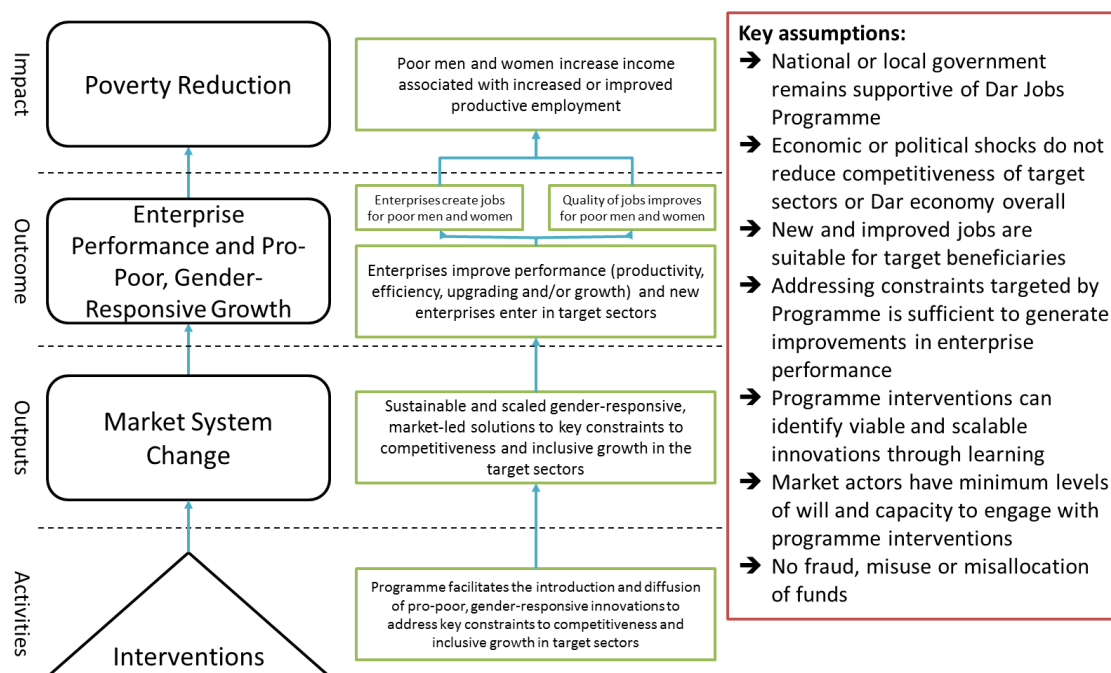 Impact
Poverty Reduction
Poor men and women increase income
associated with increased or improved
productive employment
Outcome
Enterprise
Performance and Pro-
Poor, Gender-
Responsive Growth
Enterprises create jobs
for poor men and women
Quality of jobs improves
for poor men and women
Enterprises improve performance (productivity,
efficiency, upgrading and/or growth) and new
enterprises enter in target sectors
Outputs
Market System
Change
Sustainable and scaled gender-responsive,
market-led solutions to key constraints to
competitiveness and inclusive growth in the
target sectors
Activities
Interventions
Programme facilitates the introduction and diffusion
of pro-poor, gender-responsive innovations to
address key constraints to competitiveness and
inclusive growth in target sectors
Key assumptions:
➔ National or local government
remains supportive of Dar Jobs
Programme
➔ Economic or political shocks do not
reduce competitiveness of target
sectors or Dar economy overall
➔ New and improved jobs are
suitable for target beneficiaries
➔ Addressing constraints targeted by
Programme is sufficient to generate
improvements in enterprise
performance
➔ Programme interventions can
identify viable and scalable
innovations through learning
➔ Market actors have minimum levels
of will and capacity to engage with
programme interventions
➔ No fraud, misuse or misallocation
of funds